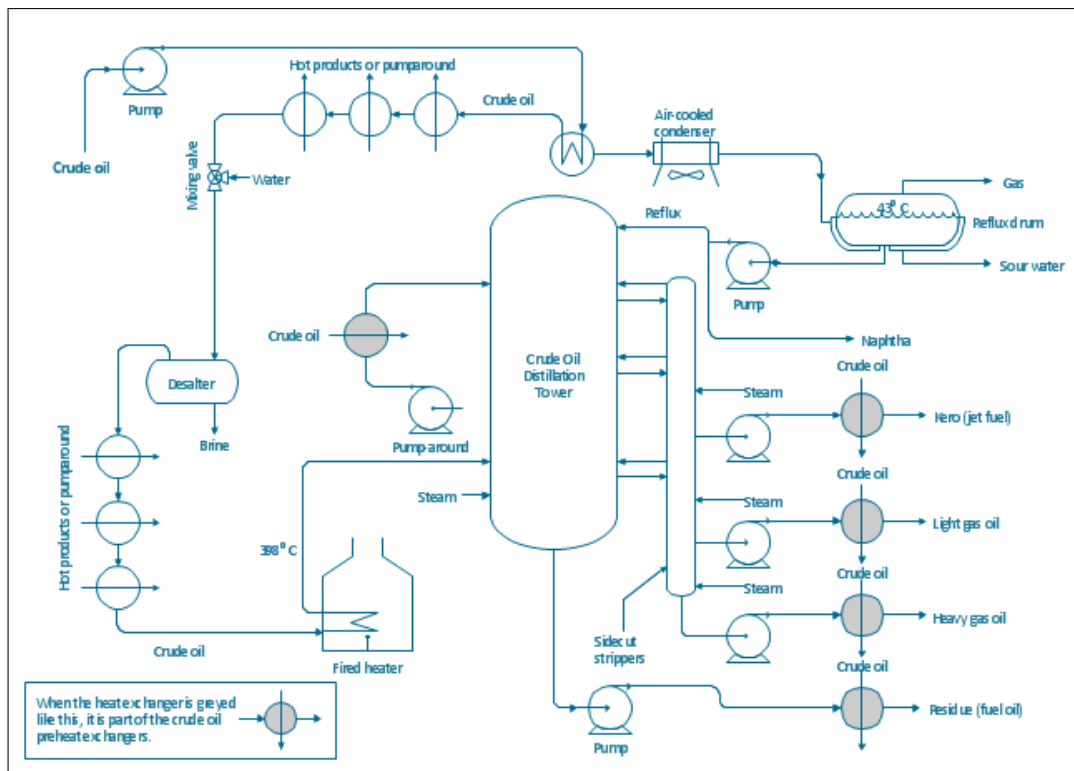 Hot products or pumparound
Pump
Crude oil
Air-cooled
condenser
Crude oil
Mixing valve
Water
Gas
43⁰ C
Reflux drum
Reflux
Sour water
Pump
Crude oil
Naphtha
Crude Oil
Distillation
Tower
Crude oil
Desalter
Steam
Kero (jet fuel)
Brine
Pump-around
Hot products or pumparound
Crude oil
Steam
Steam
Light gas oil
398⁰ C
Crude oil
Steam
Heavy gas oil
Sidecut
strippers
Crude oil
Fired heater
Crude oil
When the heat exchanger is greyed
like this, it is part of the crude oil
preheat exchangers.
Residue (fuel oil)
Pump